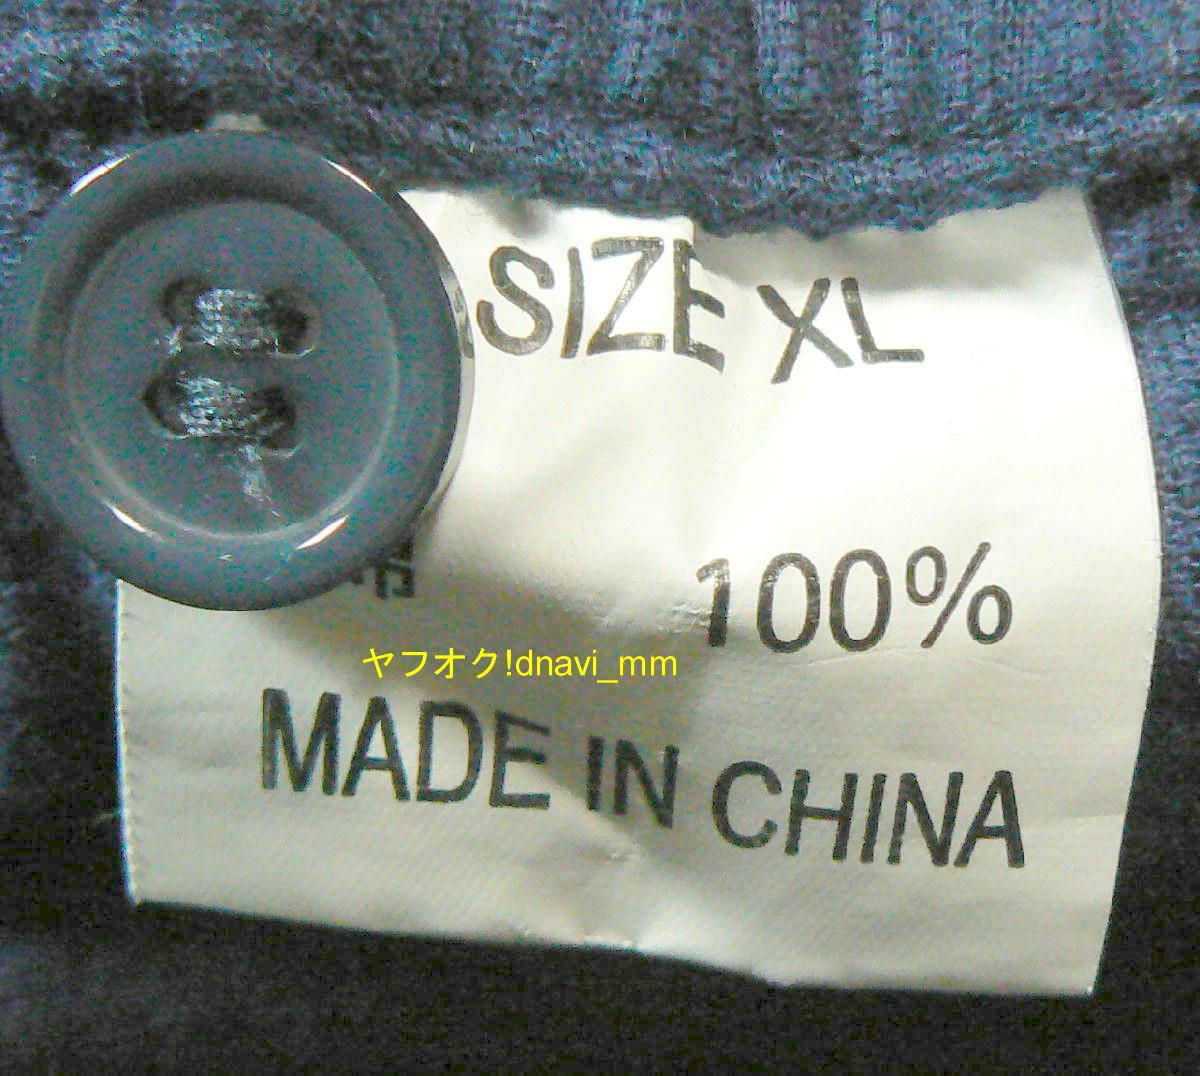 SIZE XL
100%
ヤフオク!dnavi_mm
MADE IN CHINA